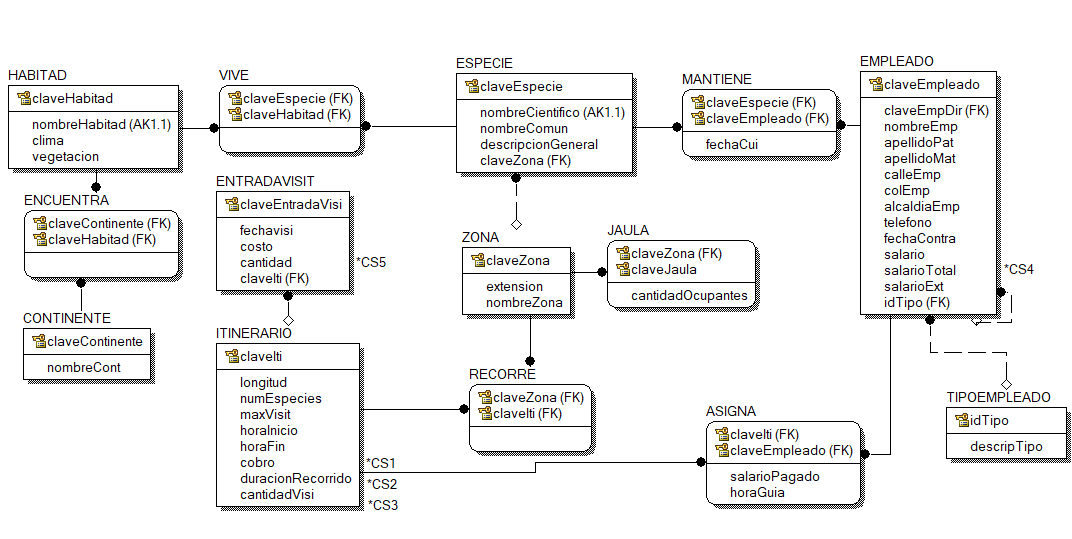 HABITAD
claveHabitad
nombreHabitad (AK1.1)
clima
vegetacion
VIVE
claveEspecie (FK)
claveHabitad (FK)
ESPECIE
claveEspecie
nombreCientifico (AK1.1)
nombreComun
descripcionGeneral
claveZona (FK)
MANTIENE
claveEspecie (FK)
claveEmpleado (FK)
fechaCui
EMPLEADO
claveEmpleado
claveEmpDir (FK)
nombreEmp
apellidoPat
apellidoMat
calleEmp
colEmp
alcaldiaEmp
telefono
fechaContra
salario
salarioTotal
salarioExt
idTipo (FK)
*CS4
ENCUENTRA
claveContinente (FK)
claveHabitad (FK)
ENTRADAVISIT
claveEntradaVisi
fechavisi
costo
cantidad
claveIti (FK)
*CS5
ZONA
claveZona
extension
nombreZona
JAULA
claveZona (FK)
claveJaula
cantidadOcupantes
CONTINENTE
claveContinente
nombreCont
ITINERARIO
claveIti
longitud
numEspecies
maxVisit
horaInicio
horaFin
cobro
duracionRecorrido
cantidadVisi
*CS1
*CS2
*CS3
RECORRE
claveZona (FK)
claveIti (FK)
ASIGNA
claveIti (FK)
claveEmpleado (FK)
salarioPagado
horaGuia
TIPOEMPLEADO
idTipo
descripTipo